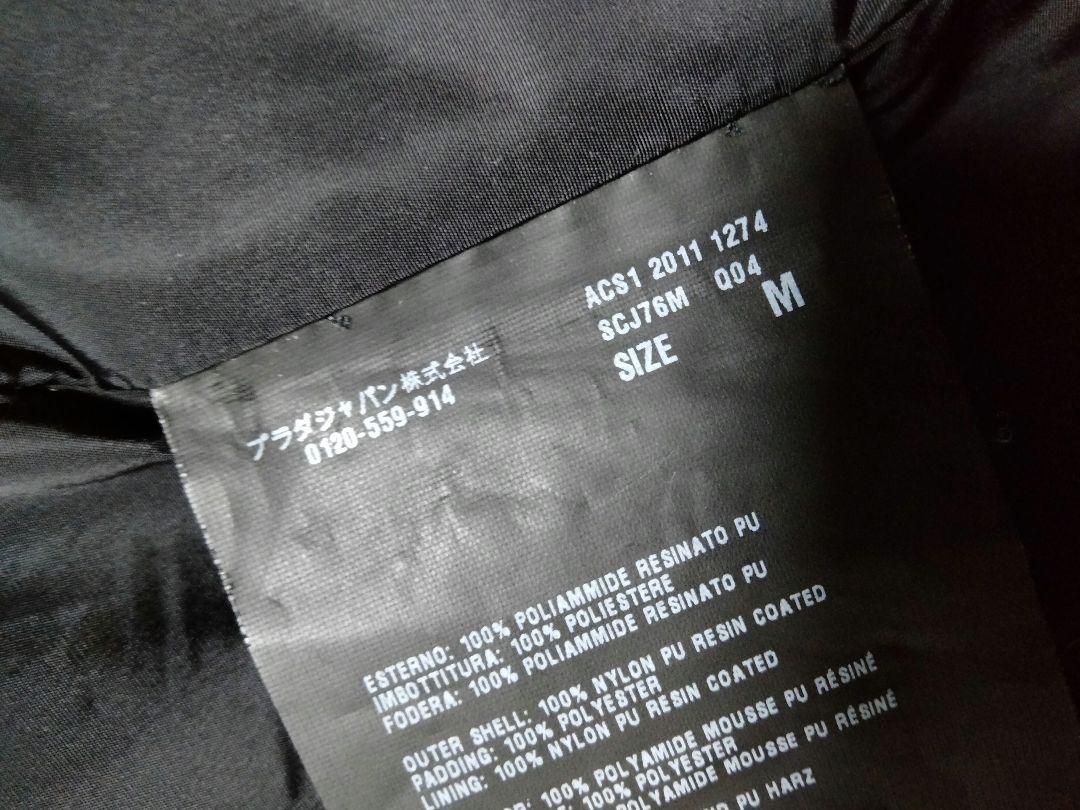 ACS1 2011 1274
SCJ76M Q04
SIZE M
プラダジャパン株式会社
0120-559-914
ESTERNO: 100% POLIAMMIDE RESINATO PU
IMBOTTITURA: 100% POLIESTERE
FODERA: 100% POLIAMMIDE RESINATO PU
OUTER SHELL: 100% NYLON PU RESIN COATED
PADDING: 100% POLYESTER
LINING: 100% NYLON PU RESIN COATED
100% POLYAMIDE MOUSSE PU RÉSINÉ
100% POLYESTER
POLYAMIDE MOUSSE PU RÉSINÉ
PU HARZ